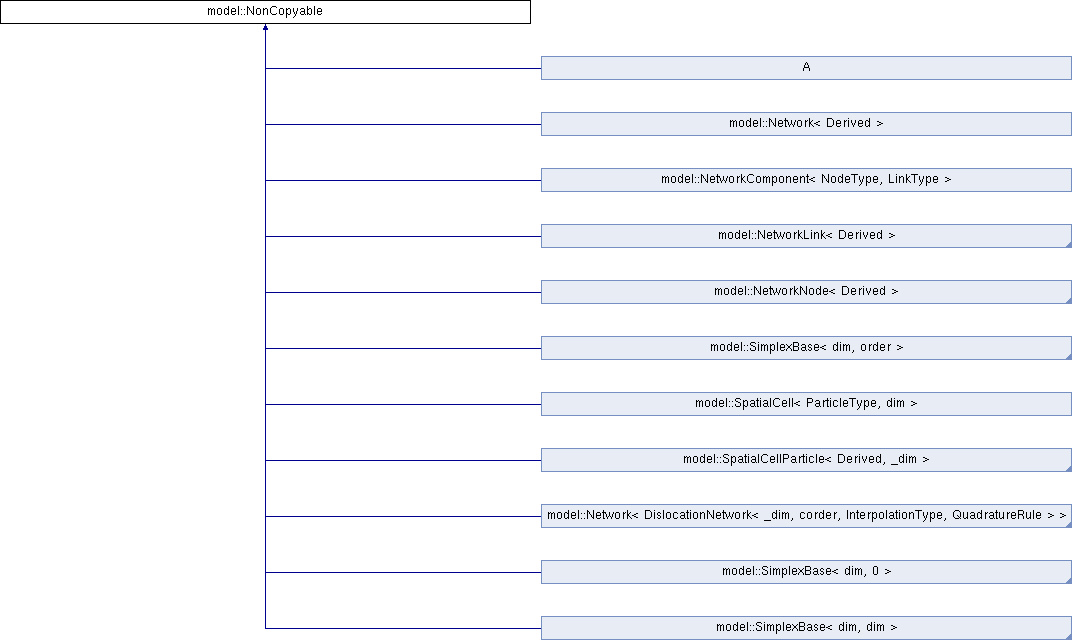 model::NonCopyable
A
model::Network< Derived >
model::NetworkComponent< NodeType, LinkType >
model::NetworkLink< Derived >
model::NetworkNode< Derived >
model::SimplexBase< dim, order >
model::SpatialCell< ParticleType, dim >
model::SpatialCellParticle< Derived, _dim >
model::Network< DislocationNetwork< _dim, corder, InterpolationType, QuadratureRule > >
model::SimplexBase< dim, 0 >
model::SimplexBase< dim, dim >